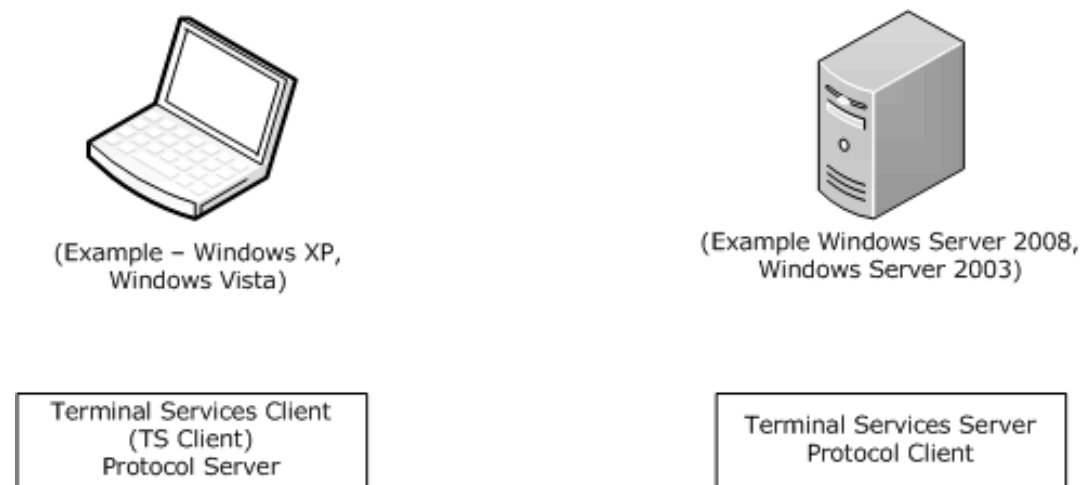 (Example – Windows XP,
Windows Vista)
(Example Windows Server 2008,
Windows Server 2003)
Terminal Services Client
(TS Client)
Protocol Server
Terminal Services Server
Protocol Client